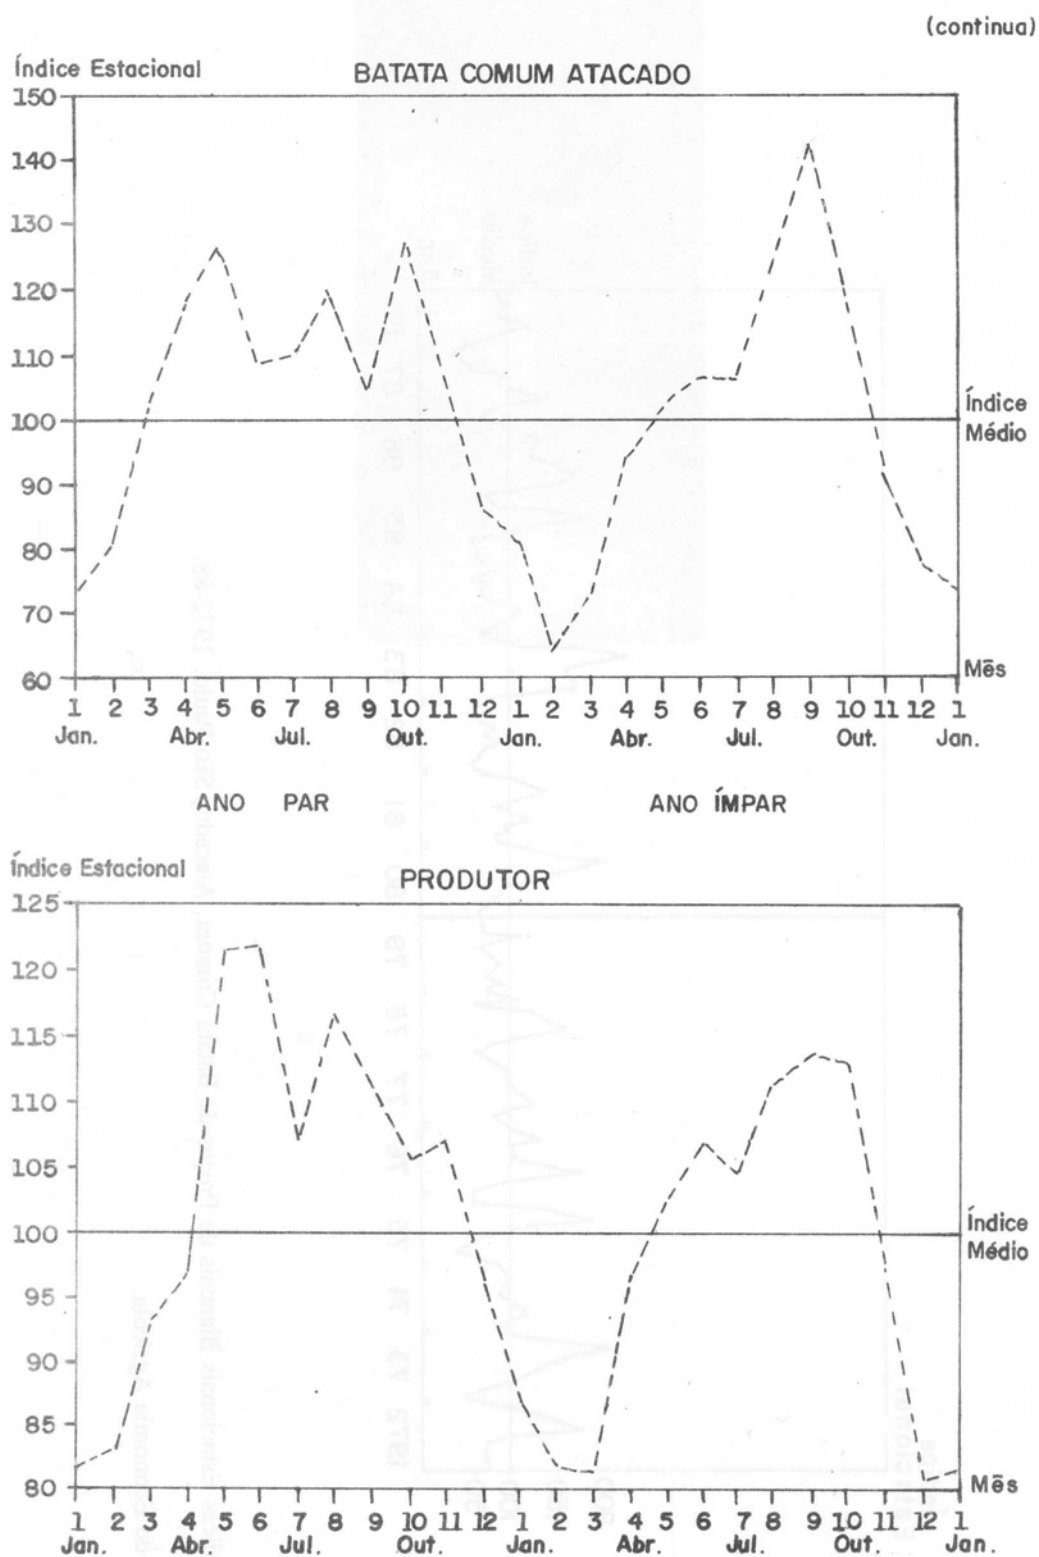 (continua)
Índice Estacional
BATATA COMUM ATACADO
150
140
130
120
110
100
90
80
70
60
Índice
Médio
Mês
1 2 3 4 5 6 7 8 9 10 11 12 1 2 3 4 5 6 7 8 9 10 11 12 1
Jan. Abr. Jul. Out. Jan. Abr. Jul. Out. Jan.
ANO PAR ANO ÍMPAR
Índice Estacional
PRODUTOR
125
120
115
110
105
100
95
90
85
80
Índice
Médio
Mês
1 2 3 4 5 6 7 8 9 10 11 12 1 2 3 4 5 6 7 8 9 10 11 12 1
Jan. Abr. Jul. Out. Jan. Abr. Jul. Out. Jan.